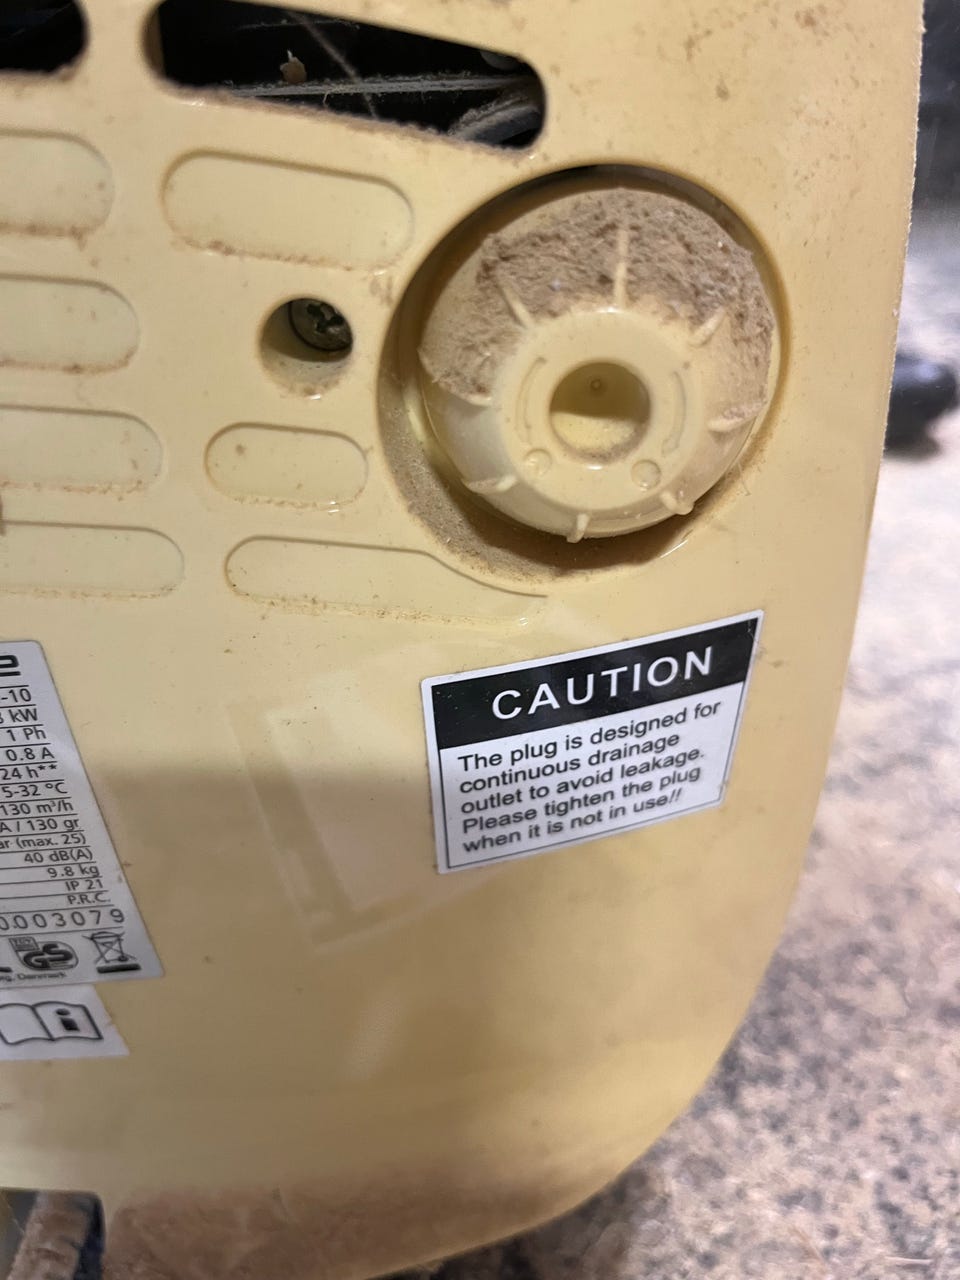 -10
kW
1 Ph
0.8 A
24 h**
5-32 °C
130 m³/h
A / 130 gr
(max. 25)
40 dB(A)
9.8 kg
IP 21
P.R.C.
0003079
GS
Denmark
i
CAUTION
The plug is designed for
continuous drainage
outlet to avoid leakage.
Please tighten the plug
when it is not in use!!